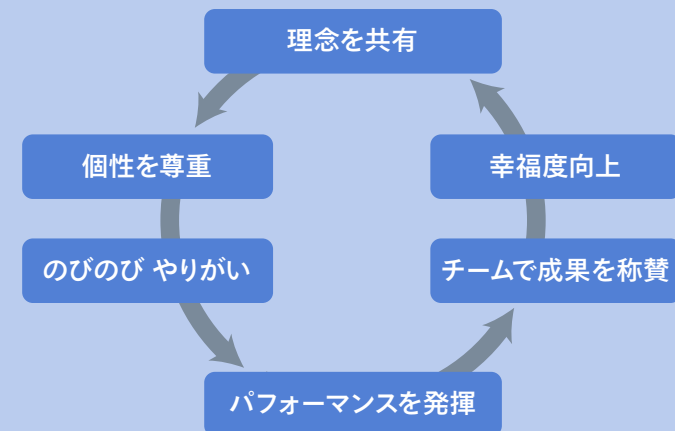 理念を共有
個性を尊重
幸福度向上
のびのび やりがい
チームで成果を称賛
パフォーマンスを発揮